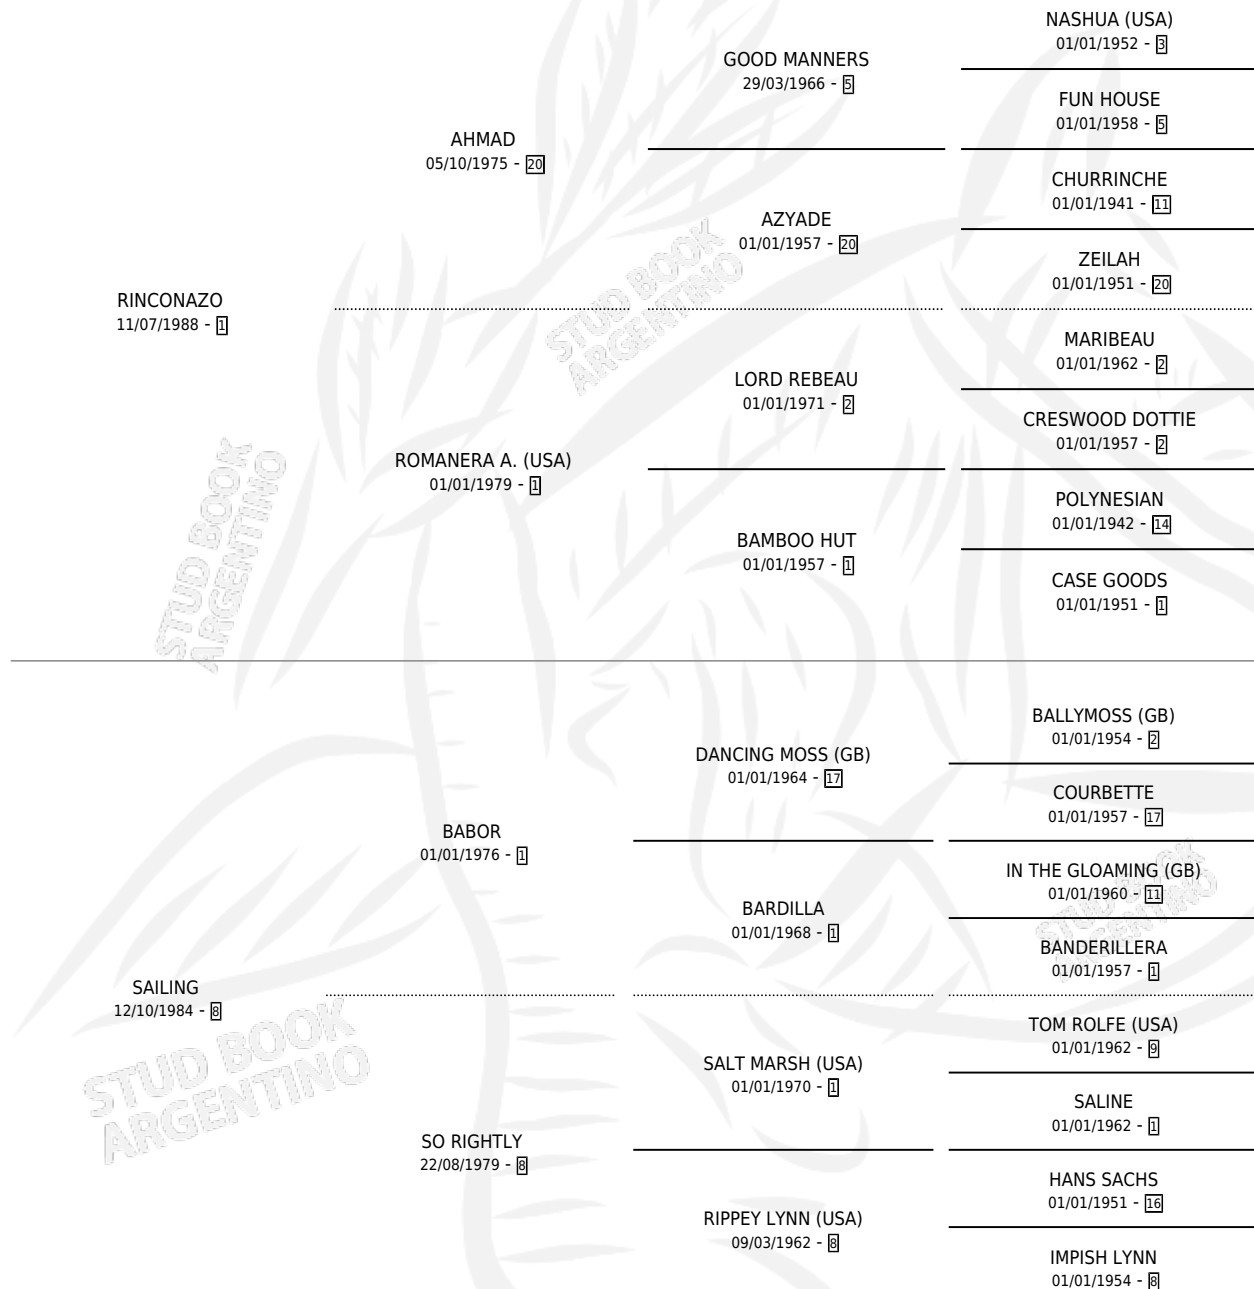 NASHUA (USA)
01/01/1952 - 3
GOOD MANNERS
29/03/1966 - 5
FUN HOUSE
01/01/1958 - 5
AHMAD
05/10/1975 - 20
CHURRINCHE
01/01/1941 - 11
AZYADE
01/01/1957 - 20
ZEILAH
01/01/1951 - 20
RINCONAZO
11/07/1988 - 1
STUD BOOK
ARGENTINO
MARIBEAU
01/01/1962 - 2
LORD REBEAU
01/01/1971 - 2
CRESWOOD DOTTIE
01/01/1957 - 2
ROMANERA A. (USA)
01/01/1979 - 1
POLYNESIAN
01/01/1942 - 14
BAMBOO HUT
01/01/1957 - 1
CASE GOODS
01/01/1951 - 1
STUD BOOK
ARGENTINO
BALLYMOSS (GB)
01/01/1954 - 2
DANCING MOSS (GB)
01/01/1964 - 17
COURBETTE
01/01/1957 - 17
BABOR
01/01/1976 - 1
IN THE GLOAMING (GB)
01/01/1960 - 11
BARDILLA
01/01/1968 - 1
BANDERILLERA
01/01/1957 - 1
STUD BOOK
ARGENTINO
SAILING
12/10/1984 - 8
TOM ROLFE (USA)
01/01/1962 - 9
SALT MARSH (USA)
01/01/1970 - 1
SALINE
01/01/1962 - 1
STUD BOOK
ARGENTINO
SO RIGHTLY
22/08/1979 - 8
HANS SACHS
01/01/1951 - 16
RIPPEY LYNN (USA)
09/03/1962 - 8
IMPISH LYNN
01/01/1954 - 8